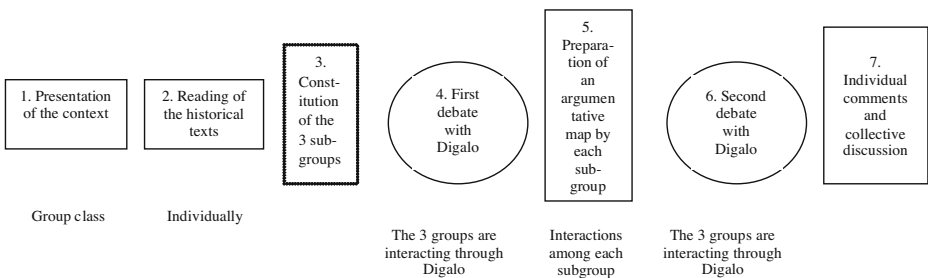 1. Presentation
of the context
2. Reading of
the historical
texts
3.
Const-
itution
of the
3 sub-
groups
4. First
debate
with
Digalo
5.
Prepara-
tion of
an
argumen
tative
map by
each
sub-
group
6. Second
debate
with
Digalo
7.
Individual
comments
and
collective
discussion
Group class
Individually
The 3 groups are
interacting through
Digalo
Interactions
among each
subgroup
The 3 groups are
interacting through
Digalo